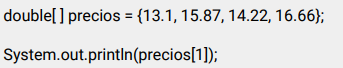 double[ ] precios = {13.1, 15.87, 14.22, 16.66};
System.out.println(precios[1]);